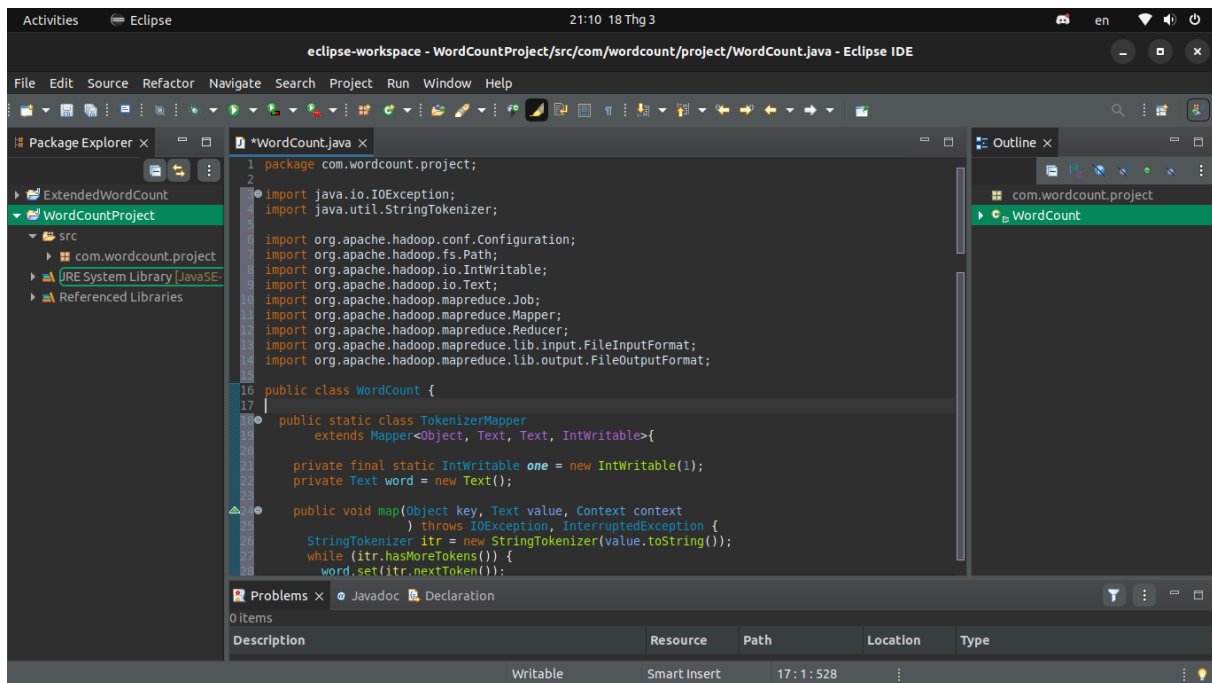 Activities Eclipse 21:10 18 Thg 3 en
eclipse-workspace - WordCountProject/src/com/wordcount/project/WordCount.java - Eclipse IDE
File Edit Source Refactor Navigate Search Project Run Window Help
Package Explorer
ExtendedWordCount
WordCountProject
src
com.wordcount.project
JRE System Library [JavaSE-
Referenced Libraries
*WordCount.java
1 package com.wordcount.project;
2
3 import java.io.IOException;
4 import java.util.StringTokenizer;
5
6 import org.apache.hadoop.conf.Configuration;
7 import org.apache.hadoop.fs.Path;
8 import org.apache.hadoop.io.IntWritable;
9 import org.apache.hadoop.io.Text;
10 import org.apache.hadoop.mapreduce.Job;
11 import org.apache.hadoop.mapreduce.Mapper;
12 import org.apache.hadoop.mapreduce.Reducer;
13 import org.apache.hadoop.mapreduce.lib.input.FileInputFormat;
14 import org.apache.hadoop.mapreduce.lib.output.FileOutputFormat;
15
16 public class WordCount {
17
18 public static class TokenizerMapper
19 extends Mapper<Object, Text, Text, IntWritable>{
20
21 private final static IntWritable one = new IntWritable(1);
22 private Text word = new Text();
23
24 public void map(Object key, Text value, Context context
25 ) throws IOException, InterruptedException {
26 StringTokenizer itr = new StringTokenizer(value.toString());
27 while (itr.hasMoreTokens()) {
28 word.set(itr.nextToken());
Outline
com.wordcount.project
WordCount
Problems Javadoc Declaration
0 items
Description Resource Path Location Type
Writable Smart Insert 17 : 1 : 528